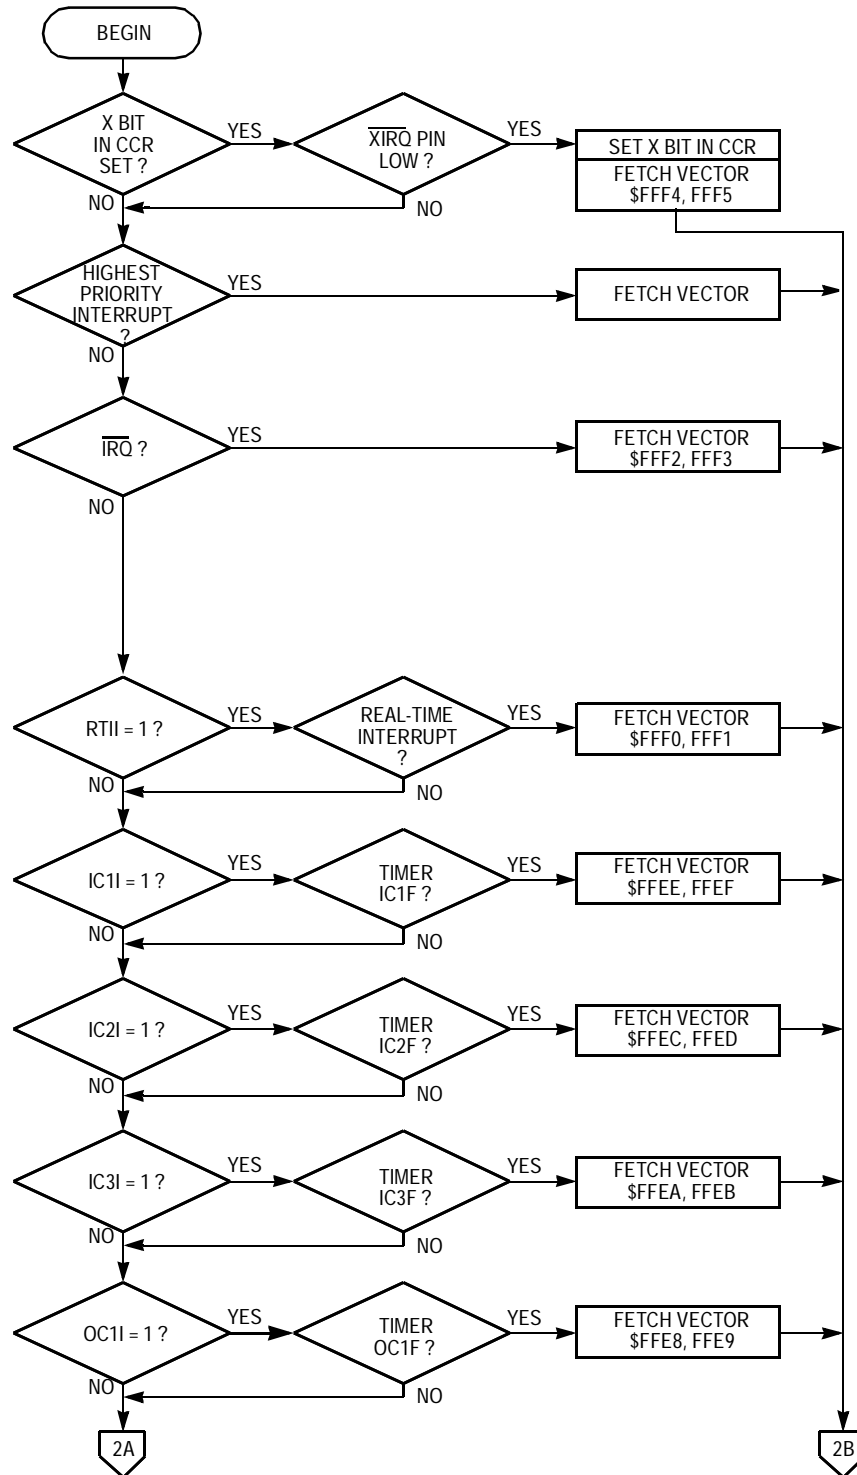 BEGIN
X BIT
IN CCR
SET ?
YES
XIRQ PIN
LOW ?
YES
SET X BIT IN CCR
FETCH VECTOR
$FFF4, FFF5
NO
NO
HIGHEST
PRIORITY
INTERRUPT
?
YES
FETCH VECTOR
NO
IRQ ?
YES
FETCH VECTOR
$FFF2, FFF3
NO
RTII = 1 ?
YES
REAL-TIME
INTERRUPT
?
YES
FETCH VECTOR
$FFF0, FFF1
NO
NO
IC1I = 1 ?
YES
TIMER
IC1F ?
YES
FETCH VECTOR
$FFEE, FFEF
NO
NO
IC2I = 1 ?
YES
TIMER
IC2F ?
YES
FETCH VECTOR
$FFEC, FFED
NO
NO
IC3I = 1 ?
YES
TIMER
IC3F ?
YES
FETCH VECTOR
$FFEA, FFEB
NO
NO
OC1I = 1 ?
YES
TIMER
OC1F ?
YES
FETCH VECTOR
$FFE8, FFE9
NO
NO
2A
2B